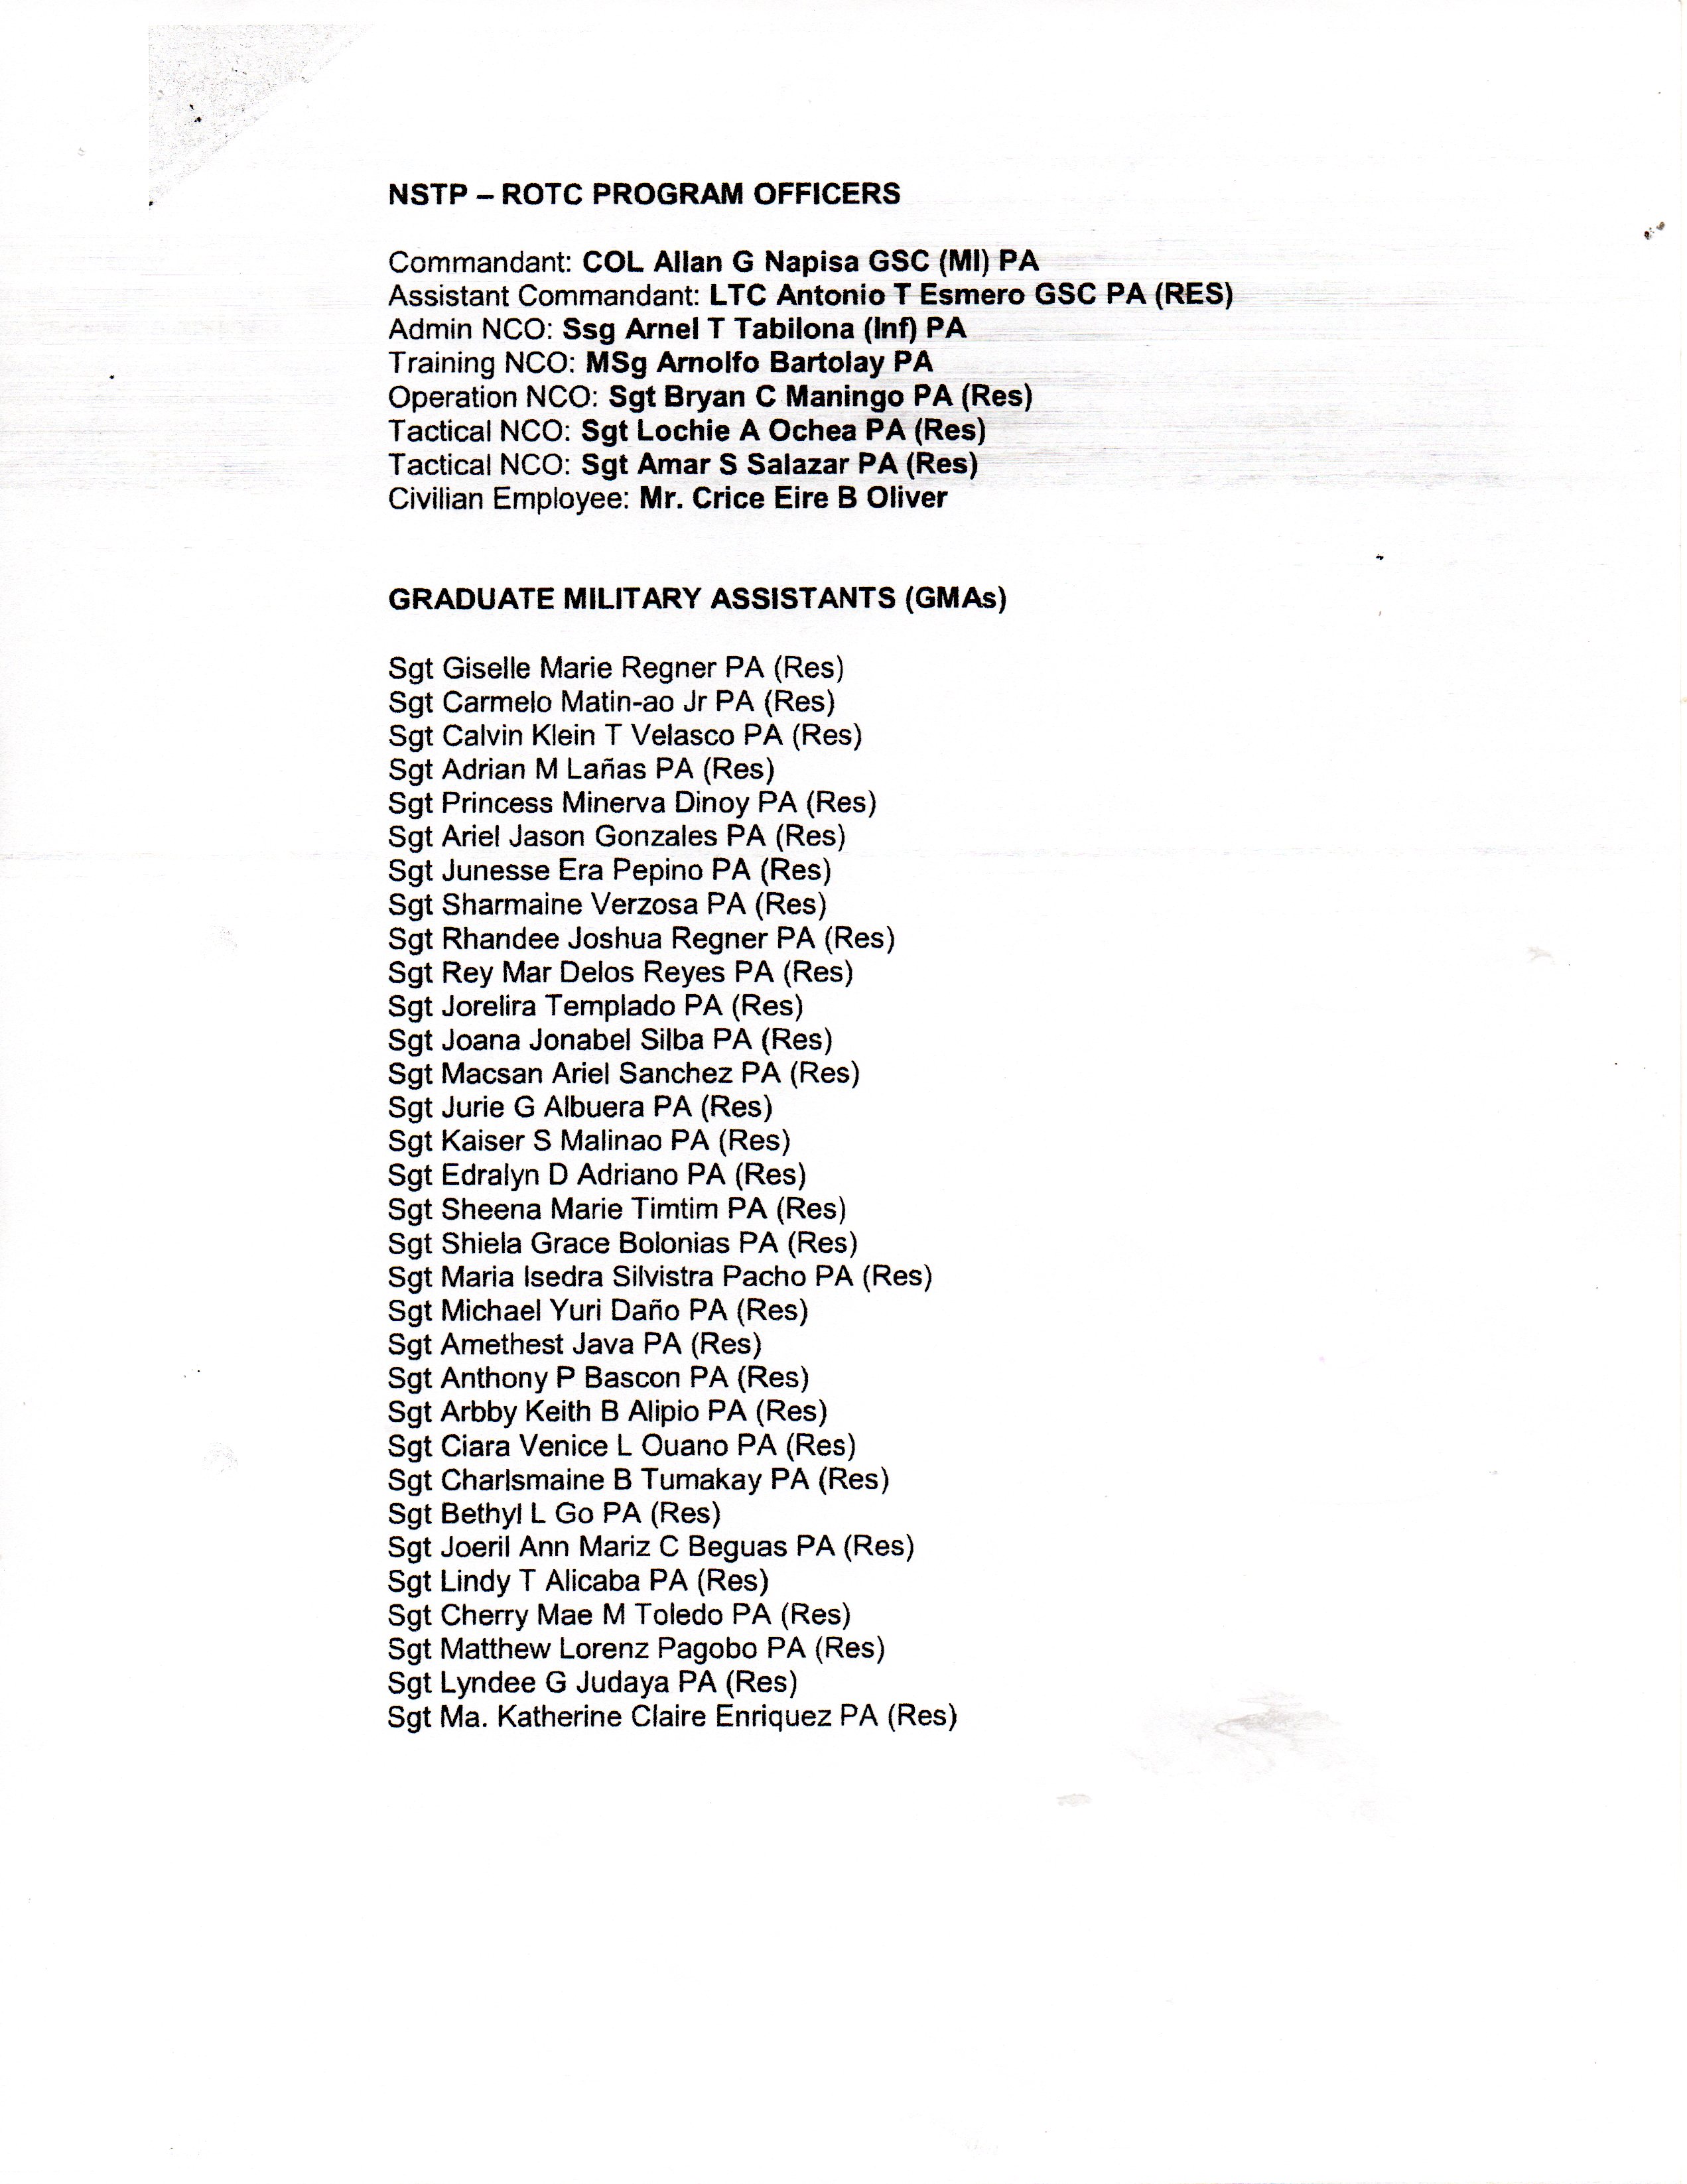 NSTP – ROTC PROGRAM OFFICERS
Commandant: COL Allan G Napisa GSC (MI) PA
Assistant Commandant: LTC Antonio T Esmero GSC PA (RES)
Admin NCO: Ssg Arnel T Tabilona (Inf) PA
Training NCO: MSg Arnolfo Bartolay PA
Operation NCO: Sgt Bryan C Maningo PA (Res)
Tactical NCO: Sgt Lochie A Ochea PA (Res)
Tactical NCO: Sgt Amar S Salazar PA (Res)
Civilian Employee: Mr. Crice Eire B Oliver
GRADUATE MILITARY ASSISTANTS (GMAs)
Sgt Giselle Marie Regner PA (Res)
Sgt Carmelo Matin-ao Jr PA (Res)
Sgt Calvin Klein T Velasco PA (Res)
Sgt Adrian M Lañas PA (Res)
Sgt Princess Minerva Dinoy PA (Res)
Sgt Ariel Jason Gonzales PA (Res)
Sgt Junesse Era Pepino PA (Res)
Sgt Sharmaine Verzosa PA (Res)
Sgt Rhandee Joshua Regner PA (Res)
Sgt Rey Mar Delos Reyes PA (Res)
Sgt Jorelira Templado PA (Res)
Sgt Joana Jonabel Silba PA (Res)
Sgt Macsan Ariel Sanchez PA (Res)
Sgt Jurie G Albuera PA (Res)
Sgt Kaiser S Malinao PA (Res)
Sgt Edralyn D Adriano PA (Res)
Sgt Sheena Marie Timtim PA (Res)
Sgt Shiela Grace Bolonias PA (Res)
Sgt Maria Isedra Silvistra Pacho PA (Res)
Sgt Michael Yuri Daño PA (Res)
Sgt Amethest Java PA (Res)
Sgt Anthony P Bascon PA (Res)
Sgt Arbby Keith B Alipio PA (Res)
Sgt Ciara Venice L Ouano PA (Res)
Sgt Charlsmaine B Tumakay PA (Res)
Sgt Bethyl L Go PA (Res)
Sgt Joeril Ann Mariz C Beguas PA (Res)
Sgt Lindy T Alicaba PA (Res)
Sgt Cherry Mae M Toledo PA (Res)
Sgt Matthew Lorenz Pagobo PA (Res)
Sgt Lyndee G Judaya PA (Res)
Sgt Ma. Katherine Claire Enriquez PA (Res)